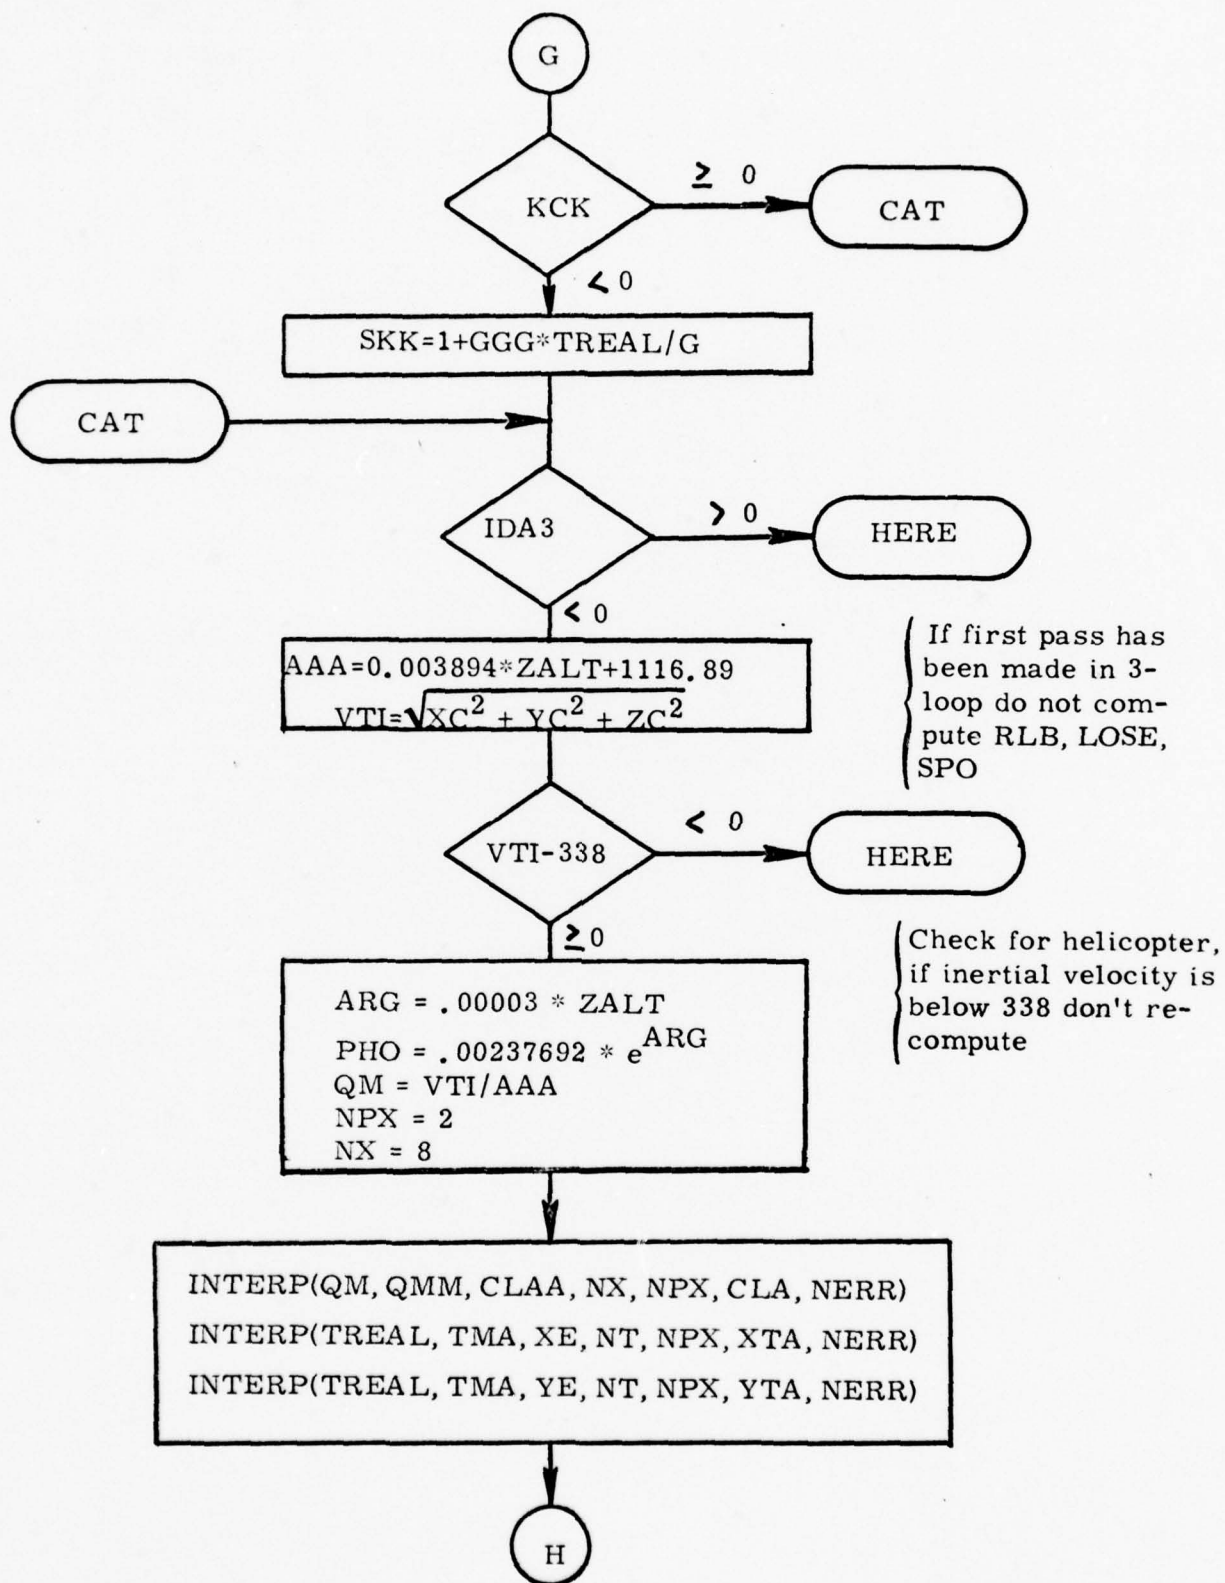 G
KCK
≥ 0
CAT
< 0
SKK=1+GGG*TREAL/G
CAT
IDA3
> 0
HERE
< 0
AAA=0.003894*ZALT+1116.89
VTI=√XC² + YC² + ZC²
If first pass has
been made in 3-
loop do not com-
pute RLB, LOSE,
SPO
VTI-338
< 0
HERE
≥0
Check for helicopter,
if inertial velocity is
below 338 don't re-
compute
ARG = .00003 * ZALT
PHO = .00237692 * e^ARG
QM = VTI/AAA
NPX = 2
NX = 8
INTERP(QM, QMM, CLAA, NX, NPX, CLA, NERR)
INTERP(TREAL, TMA, XE, NT, NPX, XTA, NERR)
INTERP(TREAL, TMA, YE, NT, NPX, YTA, NERR)
H